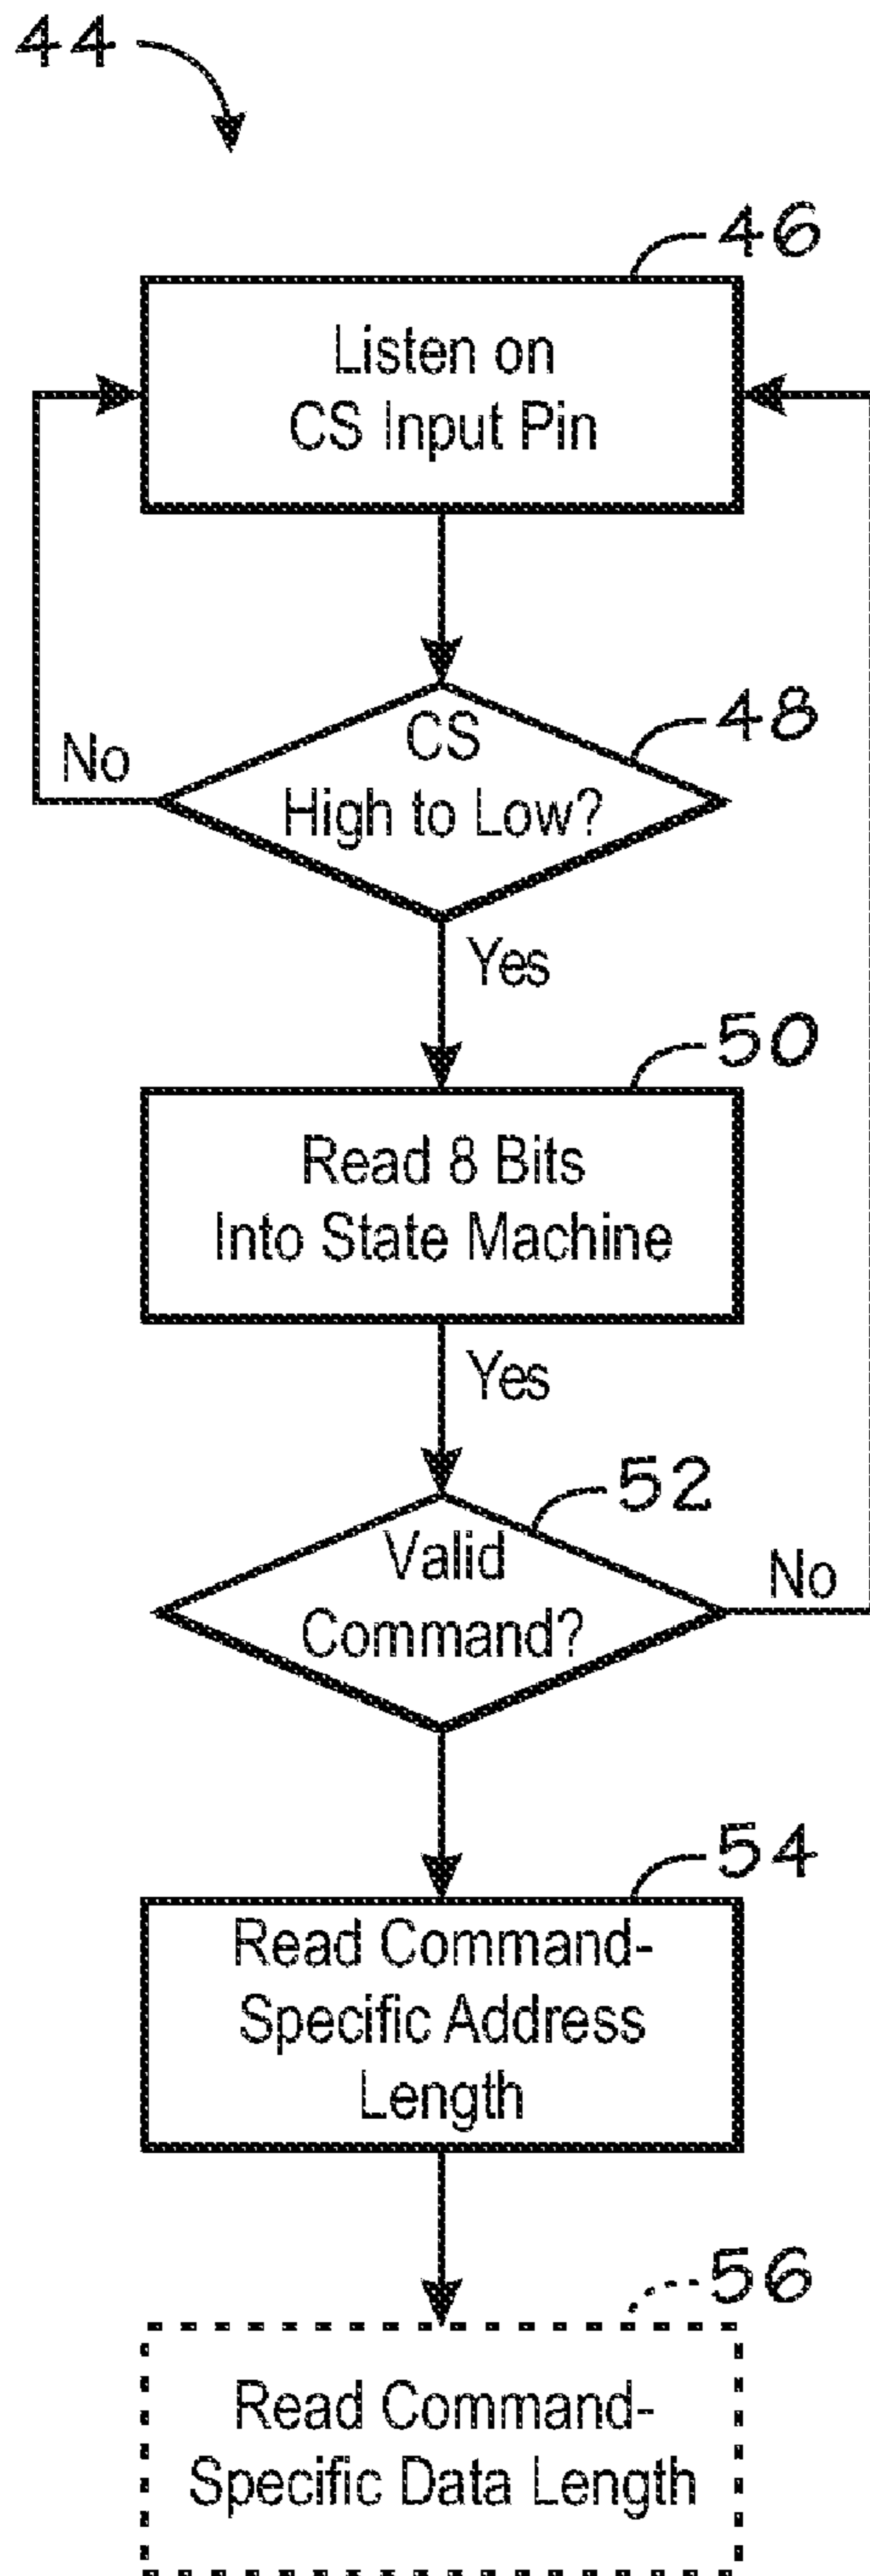 44
46
Listen on
CS Input Pin
48
CS
High to Low?
No
Yes
50
Read 8 Bits
Into State Machine
Yes
52
Valid
Command?
No
54
Read Command-
Specific Address
Length
56
Read Command-
Specific Data Length